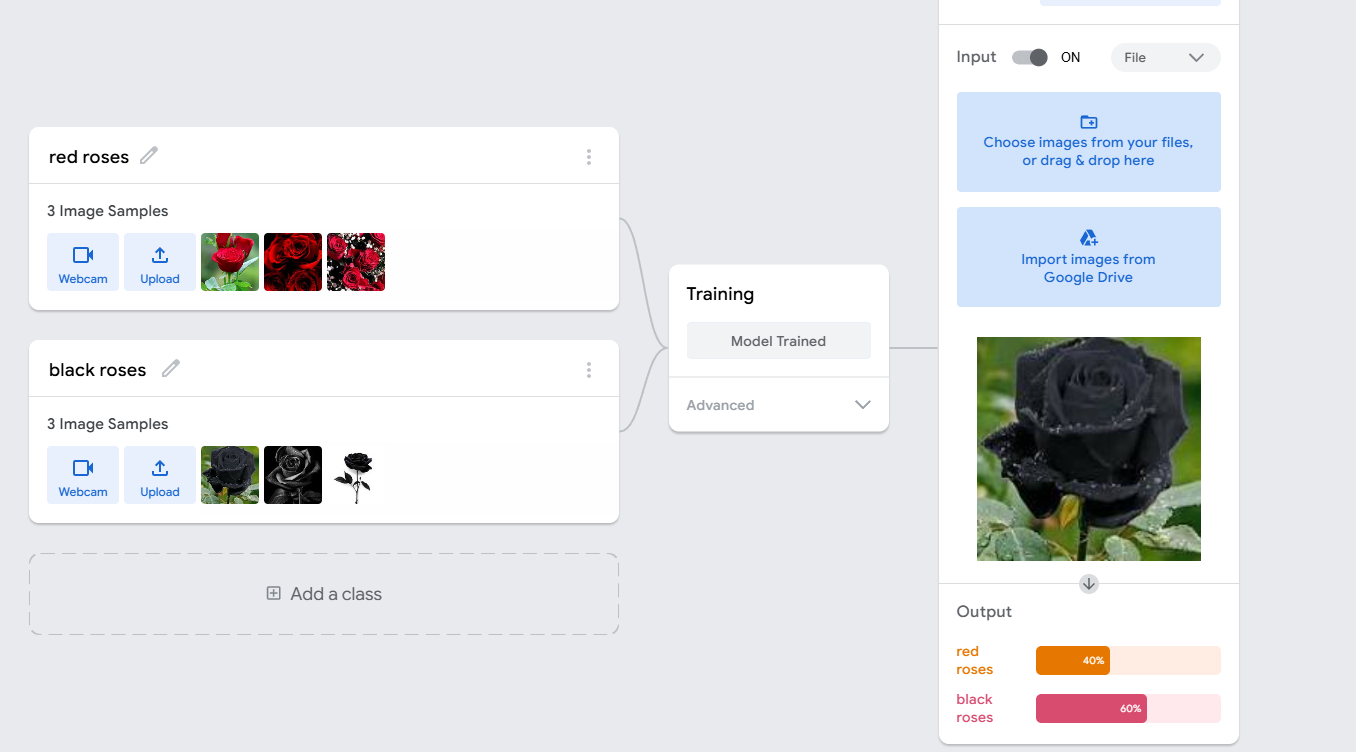 red roses
3 Image Samples
Webcam
Upload
black roses
3 Image Samples
Webcam
Upload
Add a class
Training
Model Trained
Advanced
Input
ON
File
Choose images from your files,
or drag & drop here
Import images from
Google Drive
Output
red
roses
40%
black
roses
60%